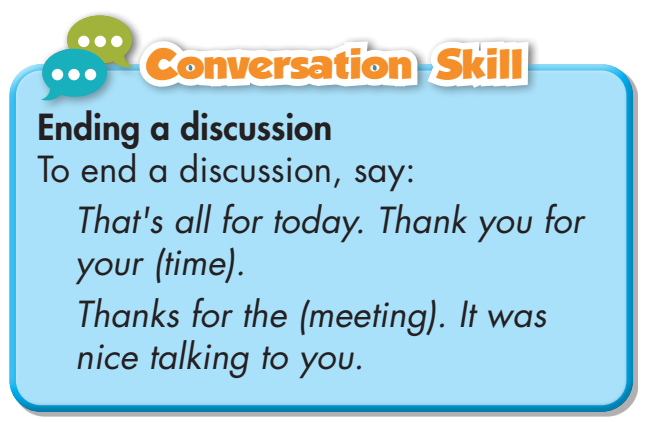 Conversation Skill
Ending a discussion
To end a discussion, say:
That's all for today. Thank you for
your (time).
Thanks for the (meeting). It was
nice talking to you.